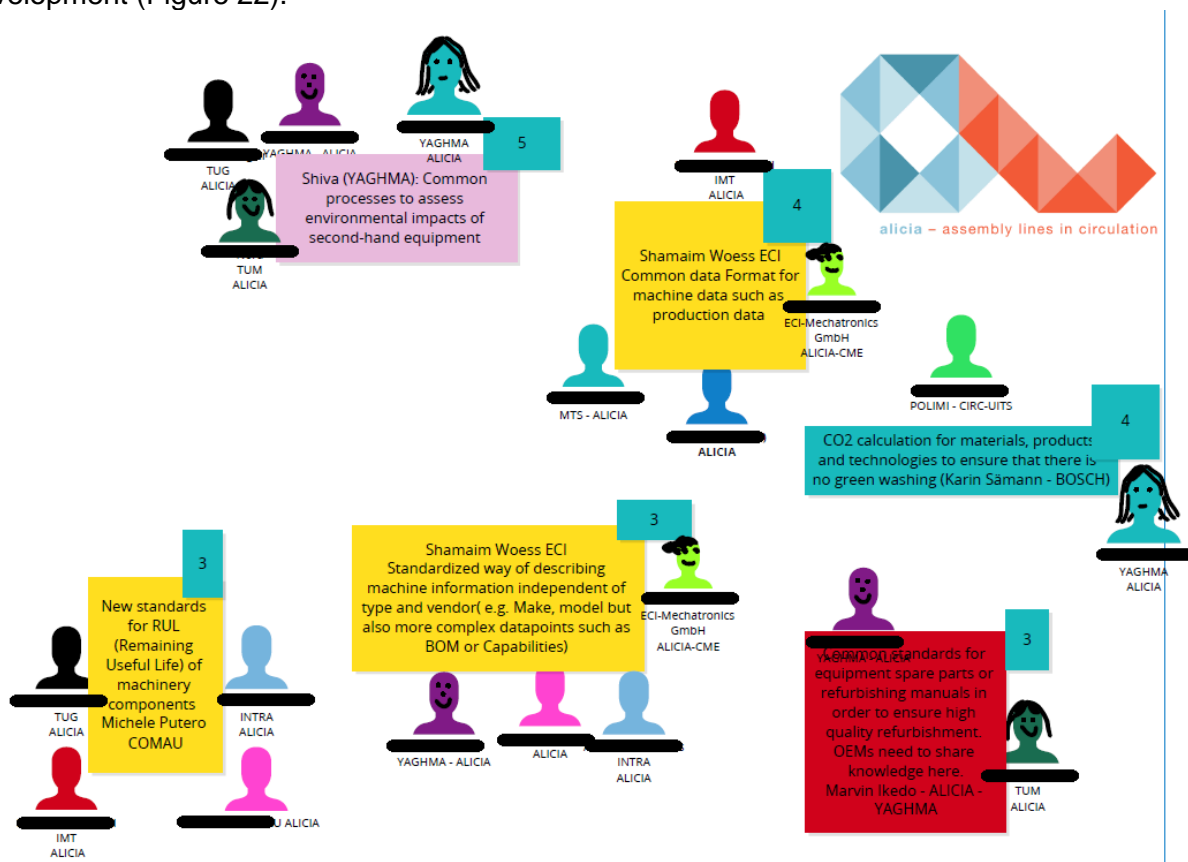 velopment (Figure 22).
5
YAGHMA
ALICIA
YAGHMA - ALICIA
TUG
ALICIA
Shiva (YAGHMA): Common
processes to assess
environmental impacts of
second-hand equipment
TUM
ALICIA
IMT
ALICIA
4
Shamaim Woess ECI
Common data Format for
machine data such as
production data
ECI-Mechatronics
GmbH
ALICIA-CME
MTS - ALICIA
ALICIA
alicia – assembly lines in circulation
POLIMI - CIRC-UITS
4
CO2 calculation for materials, products
and technologies to ensure that there is
no green washing (Karin Sämann - BOSCH)
YAGHMA
ALICIA
3
New standards
for RUL
(Remaining
Useful Life) of
machinery
components
Michele Putero
COMAU
TUG
ALICIA
INTRA
ALICIA
IMT
ALICIA
U ALICIA
3
Shamaim Woess ECI
Standardized way of describing
machine information independent of
type and vendor( e.g. Make, model but
also more complex datapoints such as
BOM or Capabilities)
ECI-Mechatronics
GmbH
ALICIA-CME
YAGHMA - ALICIA
ALICIA
INTRA
ALICIA
3
YAGHMA - ALICIA
Common standards for
equipment spare parts or
refurbishing manuals in
order to ensure high
quality refurbishment.
OEMs need to share
knowledge here.
Marvin Ikedo - ALICIA -
YAGHMA
TUM
ALICIA